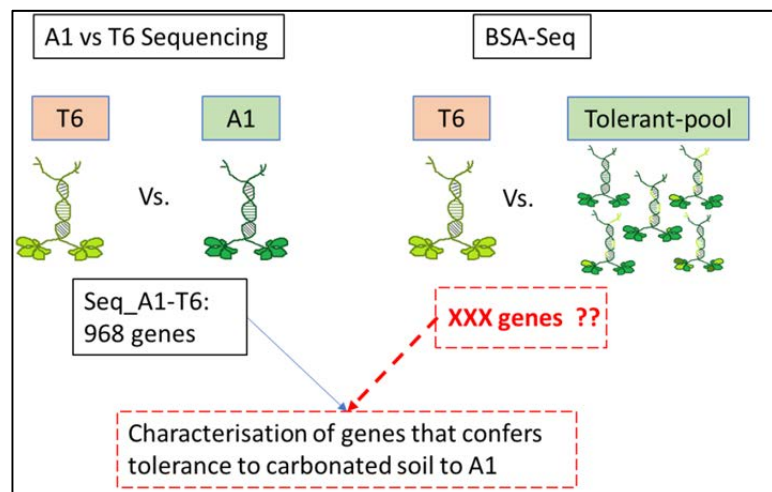 A1 vs T6 Sequencing
BSA-Seq
T6
A1
T6
Tolerant-pool
Vs.
Vs.
Seq_A1-T6:
968 genes
XXX genes ??
Characterisation of genes that confers
tolerance to carbonated soil to A1